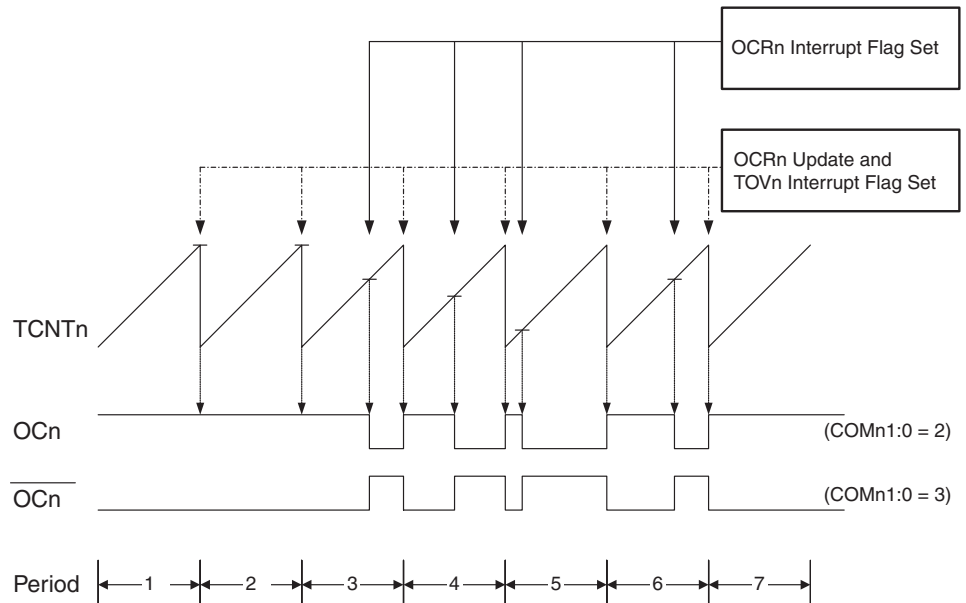 OCRn Interrupt Flag Set
OCRn Update and
TOVn Interrupt Flag Set
TCNTn
OCn
(COMn1:0 = 2)
OCn
(COMn1:0 = 3)
Period
1
2
3
4
5
6
7